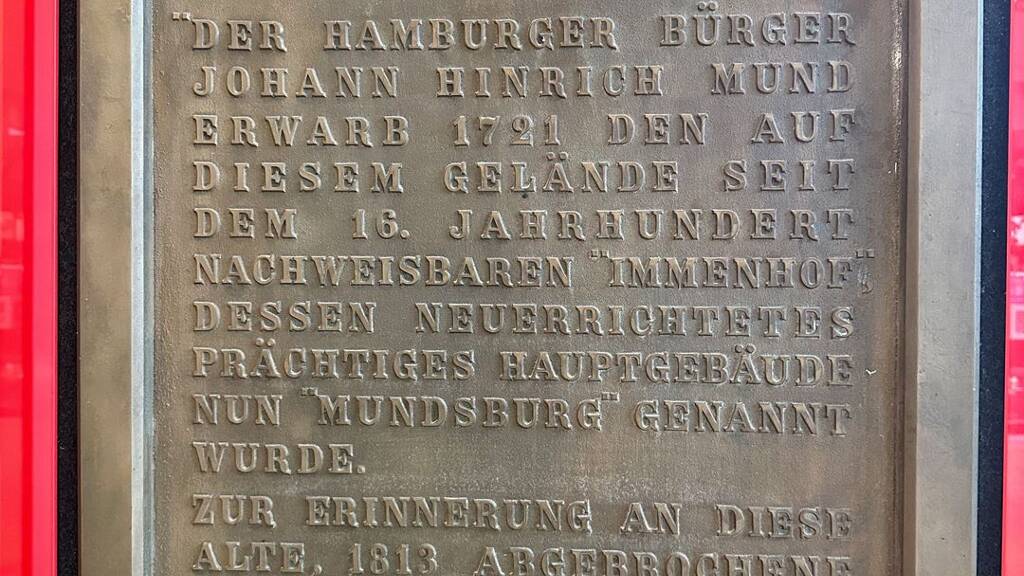 "DER HAMBURGER BÜRGER
JOHANN HINRICH MUND
ERWARB 1721 DEN AUF
DIESEM GELÄNDE SEIT
DEM 16. JAHRHUNDERT
NACHWEISBAREN "IMMENHOF",
DESSEN NEUERRICHTETES
PRÄCHTIGES HAUPTGEBÄUDE
NUN "MUNDSBURG" GENANNT
WURDE.
ZUR ERINNERUNG AN DIESE
ALTE, 1813 ABGEBROCHENE